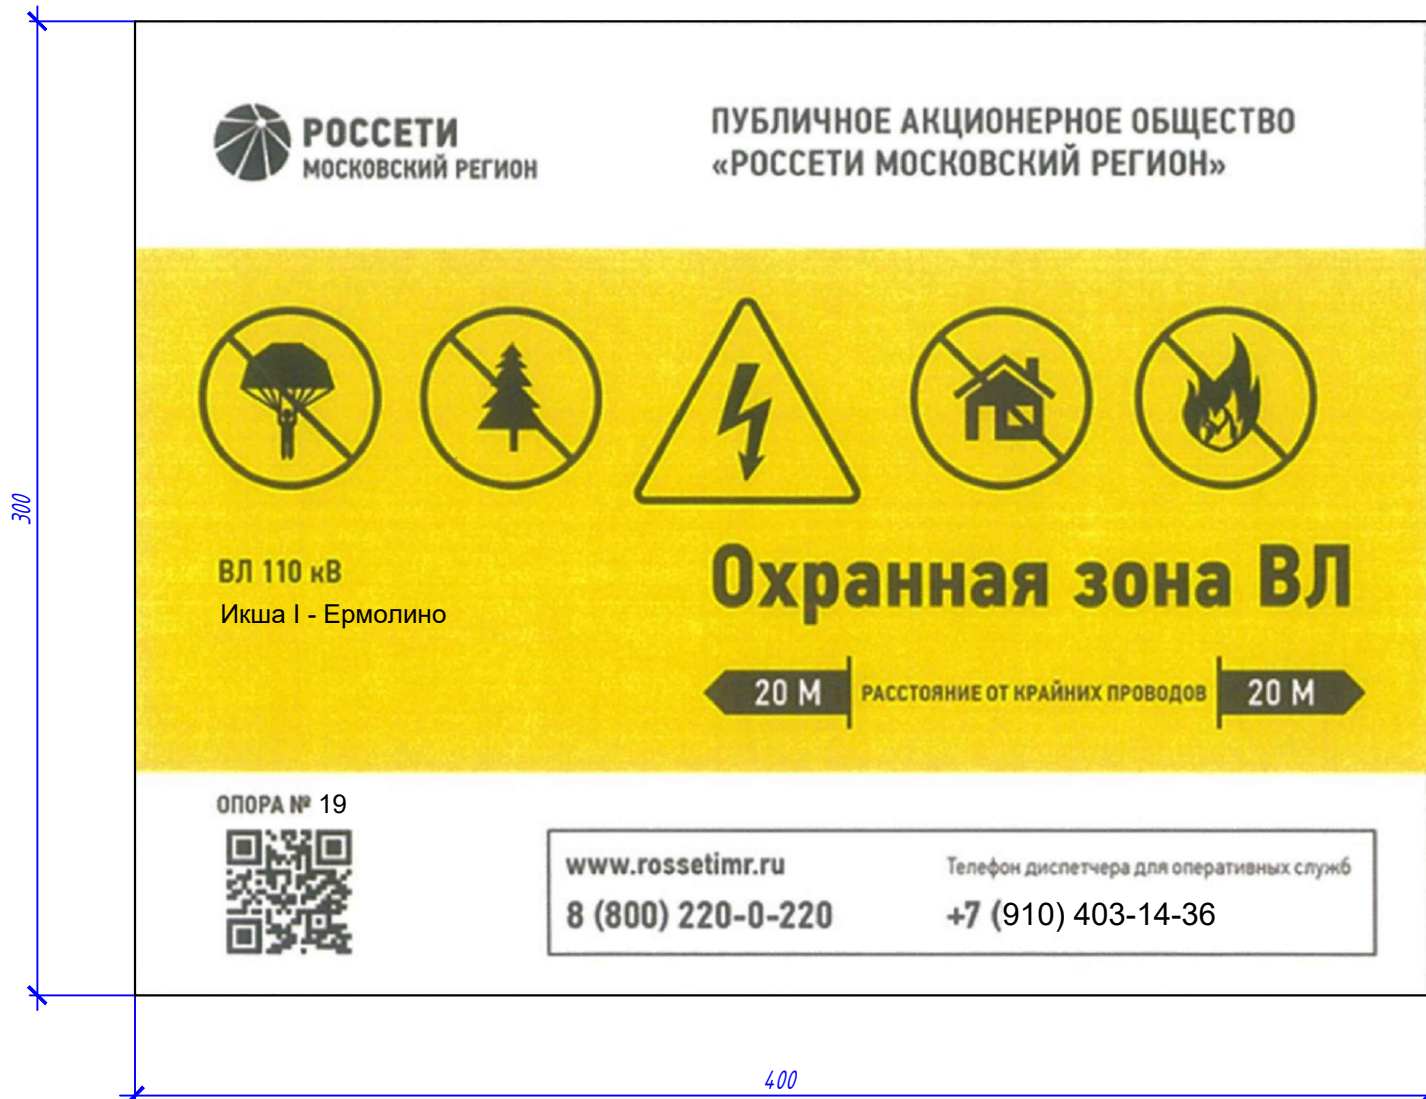 РОССЕТИ
МОСКОВСКИЙ РЕГИОН
ПУБЛИЧНОЕ АКЦИОНЕРНОЕ ОБЩЕСТВО
«РОССЕТИ МОСКОВСКИЙ РЕГИОН»
300
ВЛ 110 кВ
Икша I - Ермолино
Охранная зона ВЛ
20 М РАССТОЯНИЕ ОТ КРАЙНИХ ПРОВОДОВ 20 М
ОПОРА № 19
www.rossetimr.ru
8 (800) 220-0-220
Телефон диспетчера для оперативных служб
+7 (910) 403-14-36
400